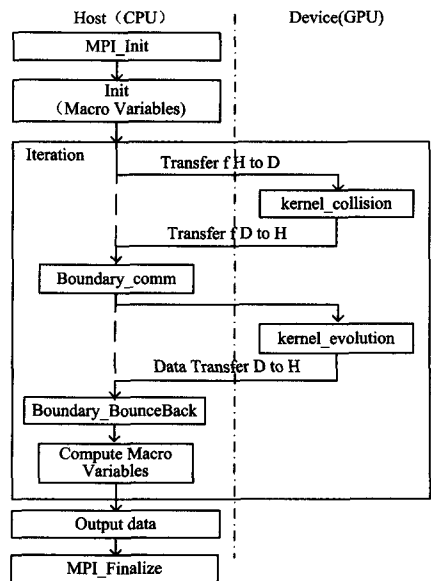 Host（CPU）
Device(GPU)
MPI_Init
Init
（Macro Variables）
Iteration
Transfer f H to D
kernel_collision
Transfer f D to H
Boundary_comm
kernel_evolution
Data Transfer D to H
Boundary_BounceBack
Compute Macro
Variables
Output data
MPI_Finalize